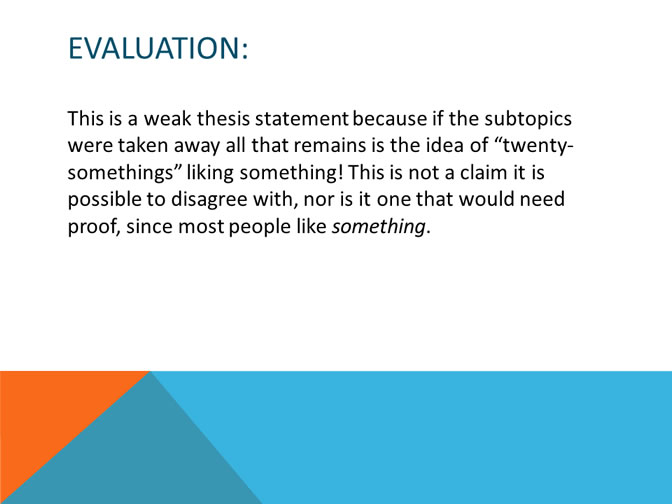 EVALUATION:
This is a weak thesis statement because if the subtopics
were taken away all that remains is the idea of “twenty-
somethings” liking something! This is not a claim it is
possible to disagree with, nor is it one that would need
proof, since most people like something.